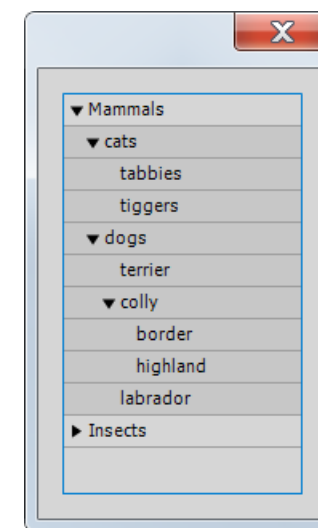 Mammals
cats
tabbies
tiggers
dogs
terrier
colly
border
highland
labrador
Insects